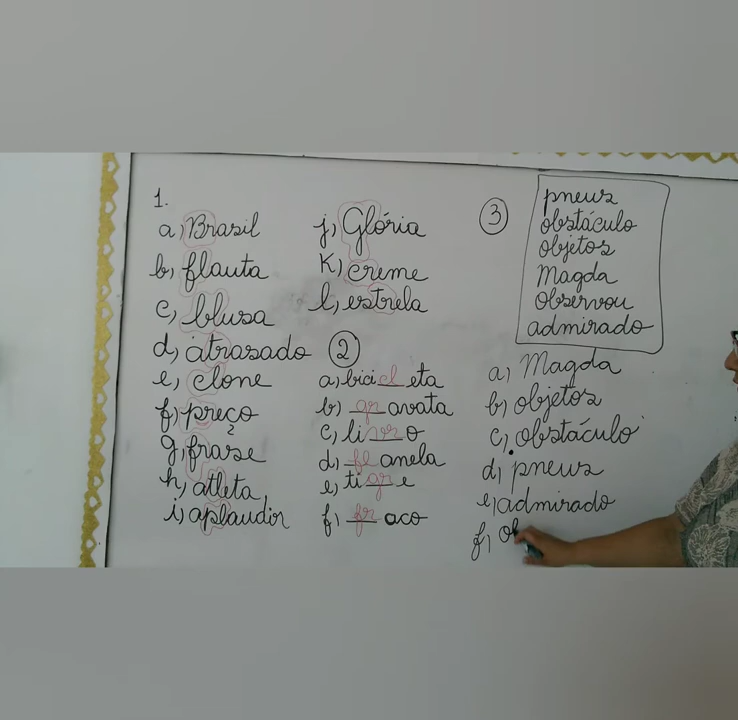 1.
a) Brasil
b) flauta
c) blusa
d) atrasado
e) clone
f) preço
g) frase
h) atleta
i) aplaudir
j) Glória
K) creme
l) estrela
2
a) bicicleta
b) gravata
c) livro
d) flanela
e) tigre
f) fraco
3
pneus
obstáculo
objetos
Magda
observou
admirado
a) Magda
b) objetos
c) obstáculo
d) pneus
e) admirado
f) ob